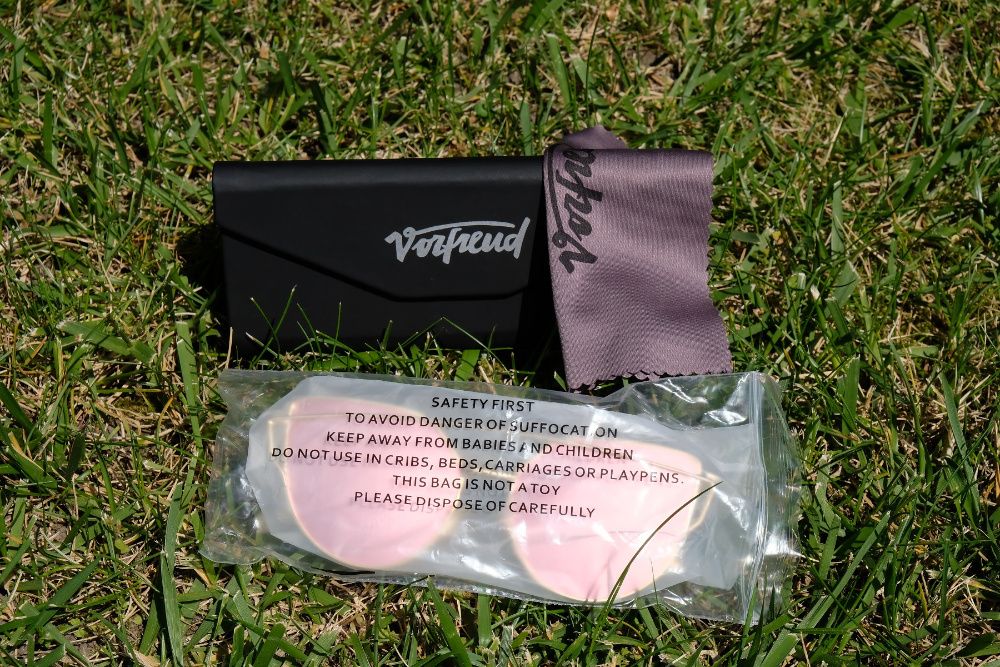 Vorfreud
Vorfre
SAFETY FIRST
TO AVOID DANGER OF SUFFOCATION
KEEP AWAY FROM BABIES AND CHILDREN
DO NOT USE IN CRIBS, BEDS, CARRIAGES OR PLAYPENS.
THIS BAG IS NOT A TOY
PLEASE DISPOSE OF CAREFULLY